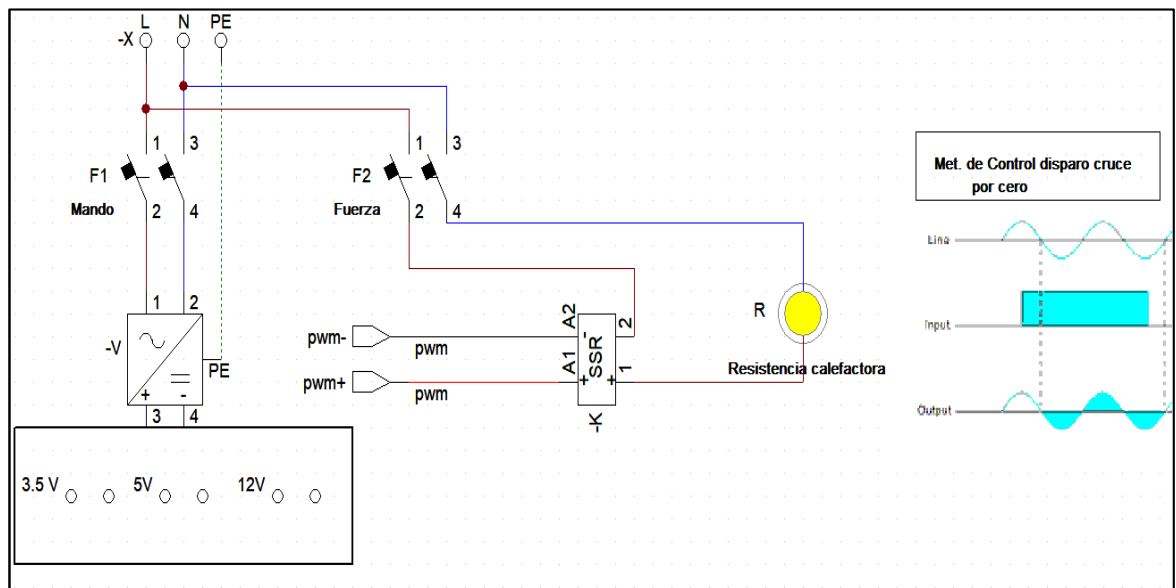 L N PE
-X
1 3
F1
Mando
2 4
1 3
F2
Fuerza
2 4
1 2
-V
PE
+ -
3 4
3.5 V 5V 12V
pwm-
pwm
pwm+
pwm
A2
A1
-
+
SSR
2
1
+
-K
R
Resistencia calefactora
Met. de Control disparo cruce
por cero
Line
Input
Output